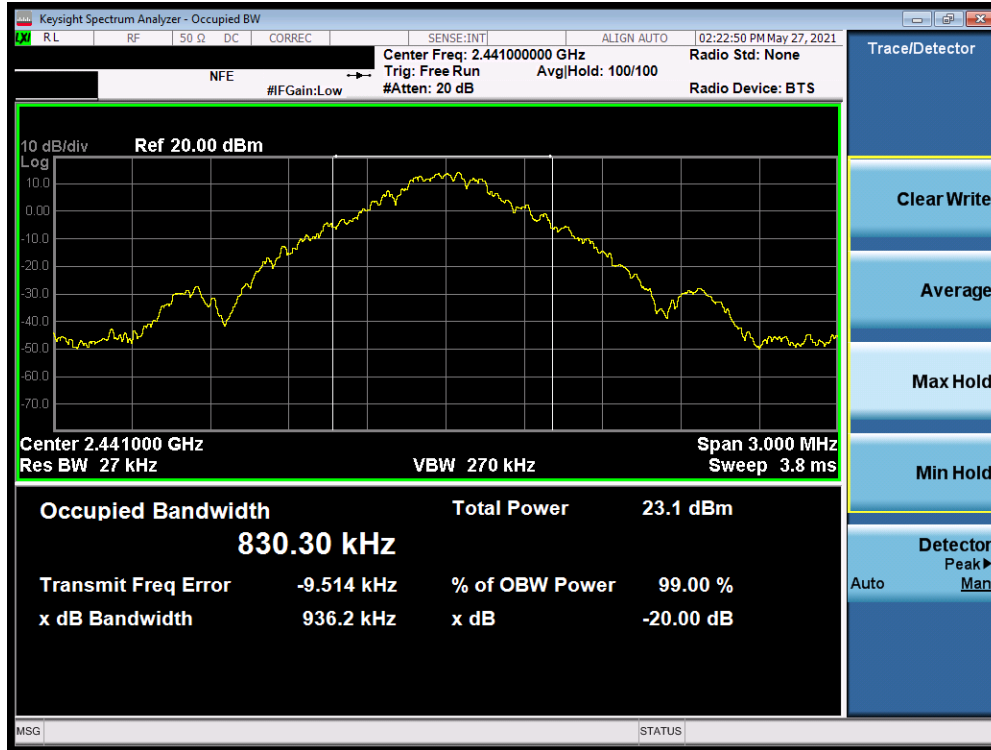 Keysight Spectrum Analyzer - Occupied BW
LXI RL RF 50 Ω DC CORREC SENSE:INT ALIGN AUTO 02:22:50 PM May 27, 2021
Center Freq: 2.441000000 GHz Radio Std: None
NFE Trig: Free Run Avg|Hold: 100/100
#IFGain:Low #Atten: 20 dB Radio Device: BTS
10 dB/div Ref 20.00 dBm
Log
10.0
0.00
-10.0
-20.0
-30.0
-40.0
-50.0
-60.0
-70.0
Center 2.441000 GHz Span 3.000 MHz
Res BW 27 kHz VBW 270 kHz Sweep 3.8 ms
Occupied Bandwidth Total Power 23.1 dBm
830.30 kHz
Transmit Freq Error -9.514 kHz % of OBW Power 99.00 %
x dB Bandwidth 936.2 kHz x dB -20.00 dB
MSG STATUS
Trace/Detector
Clear Write
Average
Max Hold
Min Hold
Detector
Peak▶
Auto Man